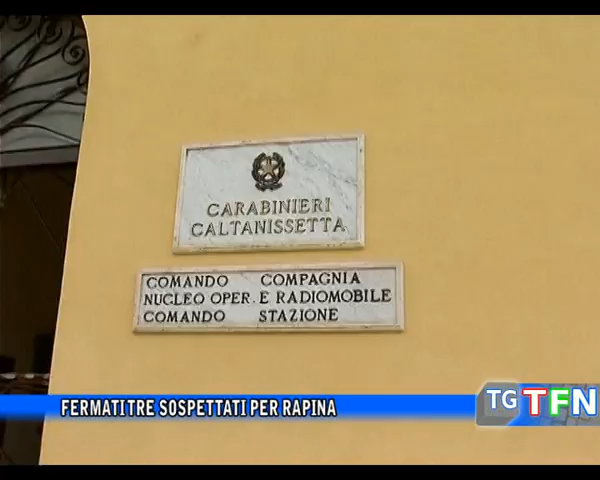 CARABINIERI
CALTANISSETTA
COMANDO COMPAGNIA
NUCLEO OPER. E RADIOMOBILE
COMANDO STAZIONE
FERMATI TRE SOSPETTATI PER RAPINA
TG TFN